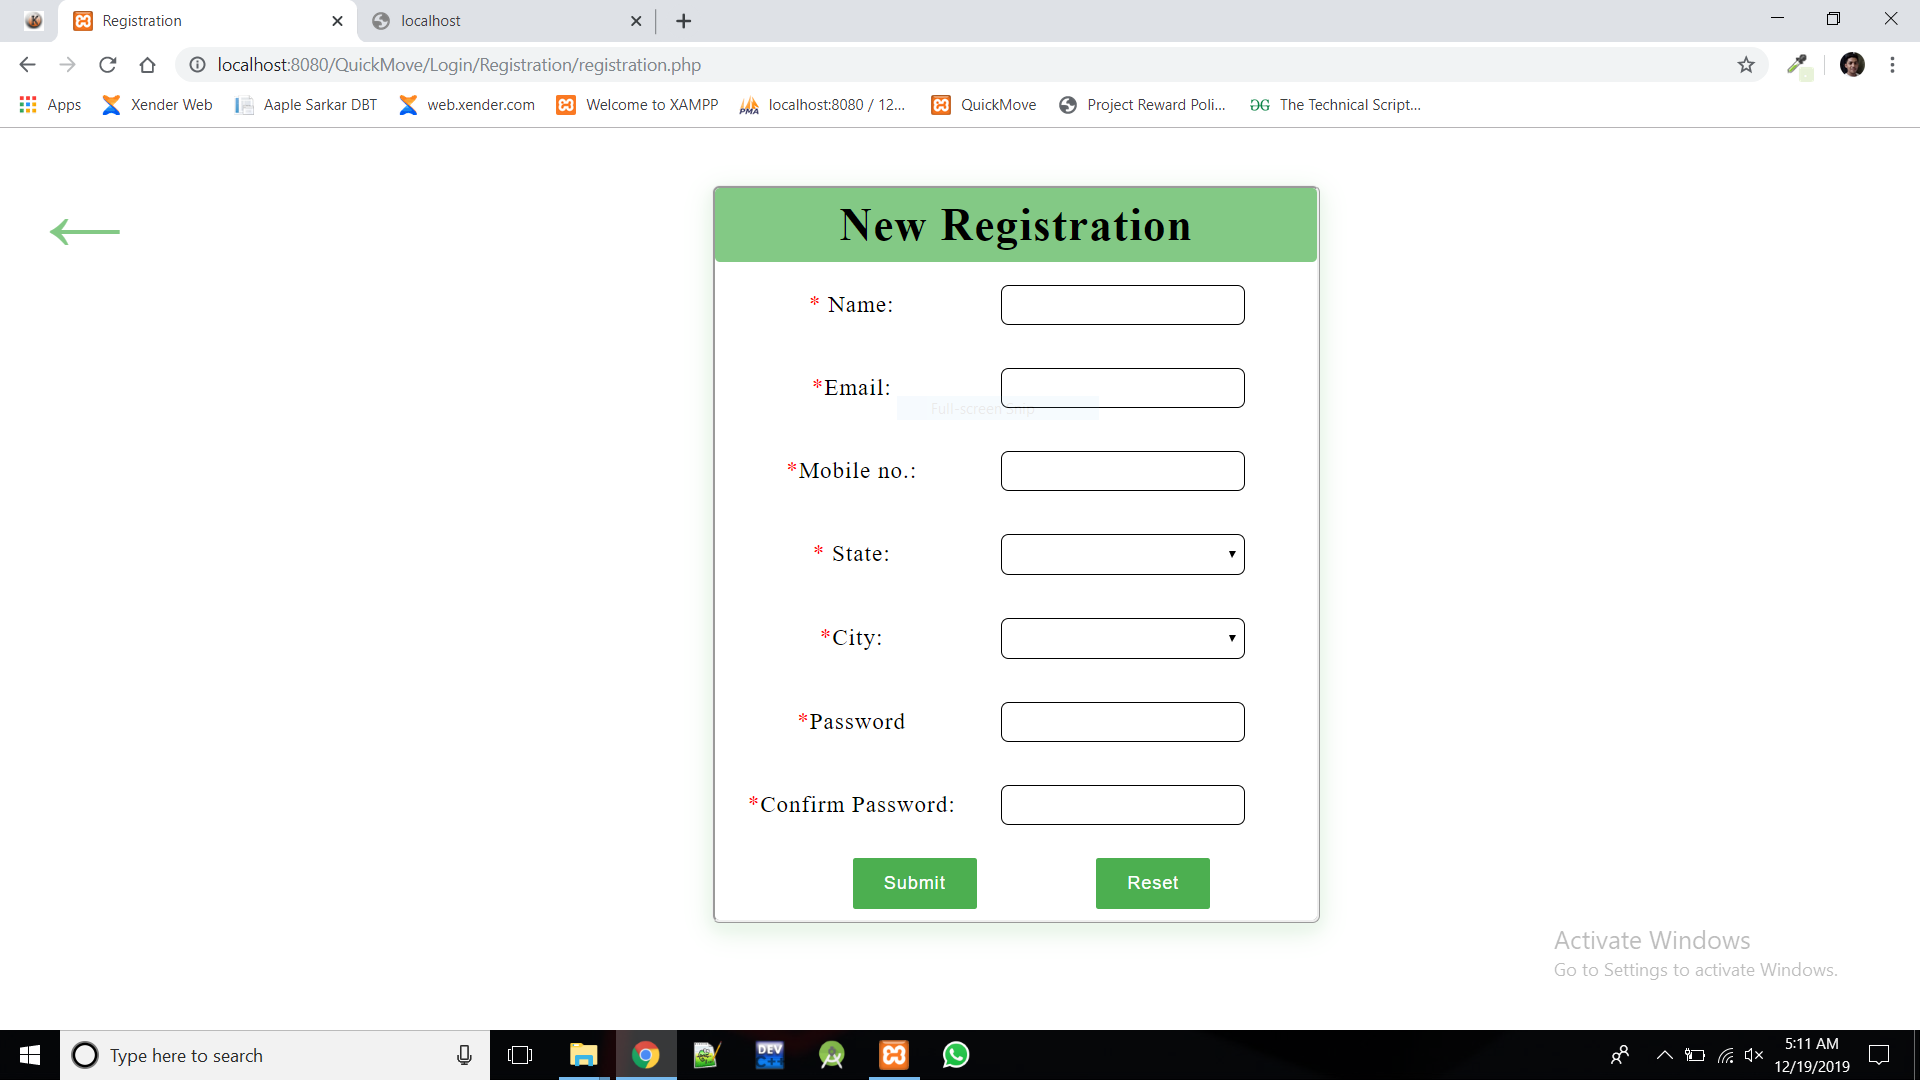 Registration
localhost
localhost:8080/QuickMove/Login/Registration/registration.php
Apps
Xender Web
Aaple Sarkar DBT
web.xender.com
Welcome to XAMPP
PMA
localhost:8080 / 12...
QuickMove
Project Reward Poli...
The Technical Script...
New Registration
* Name:
*Email:
Full-screen Snip
*Mobile no.:
* State:
*City:
*Password
*Confirm Password:
Submit
Reset
Activate Windows
Go to Settings to activate Windows.
Type here to search
DEV
C++
5:11 AM
12/19/2019